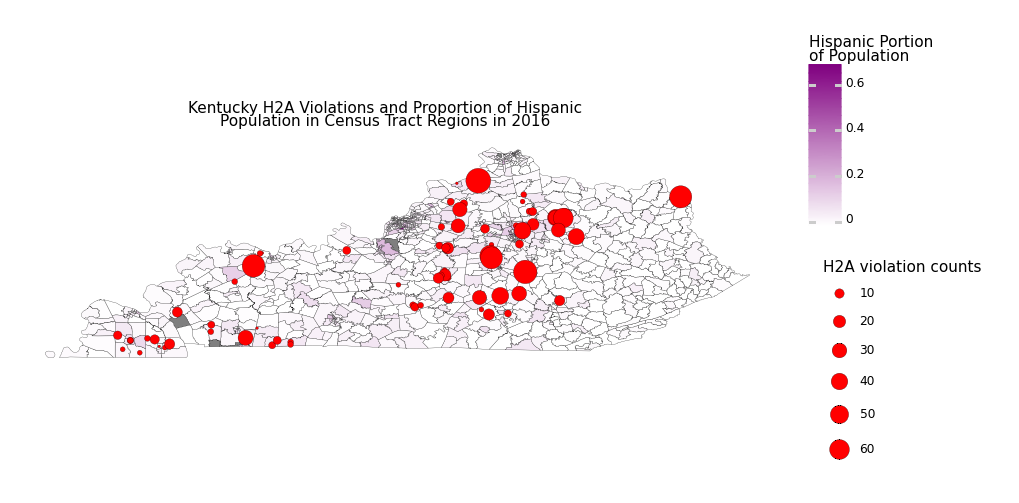 Kentucky H2A Violations and Proportion of Hispanic
Population in Census Tract Regions in 2016
Hispanic Portion
of Population
0.6
0.4
0.2
0
H2A violation counts
10
20
30
40
50
60